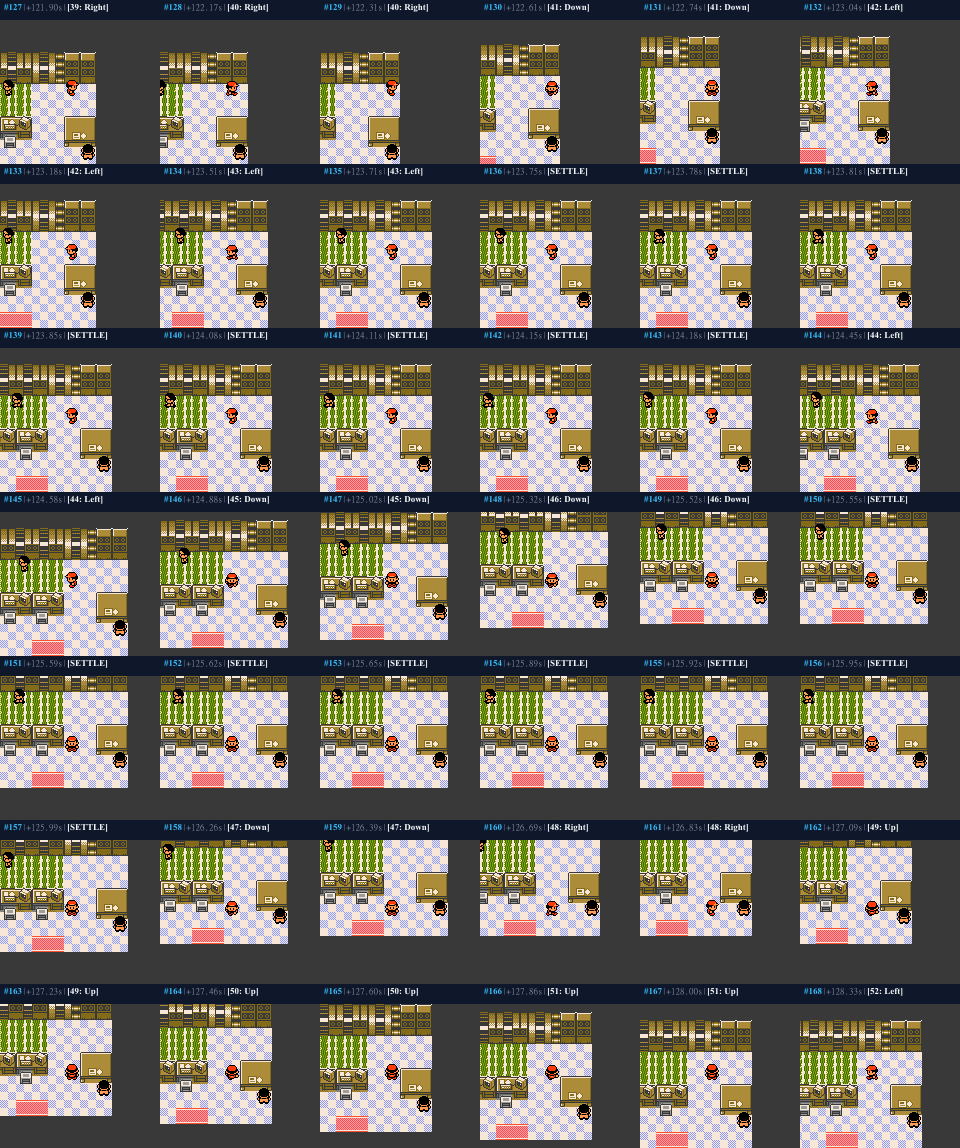 #127|+121.90s|[39: Right]
#128|+122.17s|[40: Right]
#129|+122.31s|[40: Right]
#130|+122.61s|[41: Down]
#131|+122.74s|[41: Down]
#132|+123.04s|[42: Left]
#133|+123.18s|[42: Left]
#134|+123.51s|[43: Left]
#135|+123.71s|[43: Left]
#136|+123.75s|[SETTLE]
#137|+123.78s|[SETTLE]
#138|+123.81s|[SETTLE]
#139|+123.85s|[SETTLE]
#140|+124.08s|[SETTLE]
#141|+124.11s|[SETTLE]
#142|+124.15s|[SETTLE]
#143|+124.18s|[SETTLE]
#144|+124.45s|[44: Left]
#145|+124.58s|[44: Left]
#146|+124.88s|[45: Down]
#147|+125.02s|[45: Down]
#148|+125.32s|[46: Down]
#149|+125.52s|[46: Down]
#150|+125.55s|[SETTLE]
#151|+125.59s|[SETTLE]
#152|+125.62s|[SETTLE]
#153|+125.65s|[SETTLE]
#154|+125.89s|[SETTLE]
#155|+125.92s|[SETTLE]
#156|+125.95s|[SETTLE]
#157|+125.99s|[SETTLE]
#158|+126.26s|[47: Down]
#159|+126.39s|[47: Down]
#160|+126.69s|[48: Right]
#161|+126.83s|[48: Right]
#162|+127.09s|[49: Up]
#163|+127.23s|[49: Up]
#164|+127.46s|[50: Up]
#165|+127.60s|[50: Up]
#166|+127.86s|[51: Up]
#167|+128.00s|[51: Up]
#168|+128.33s|[52: Left]